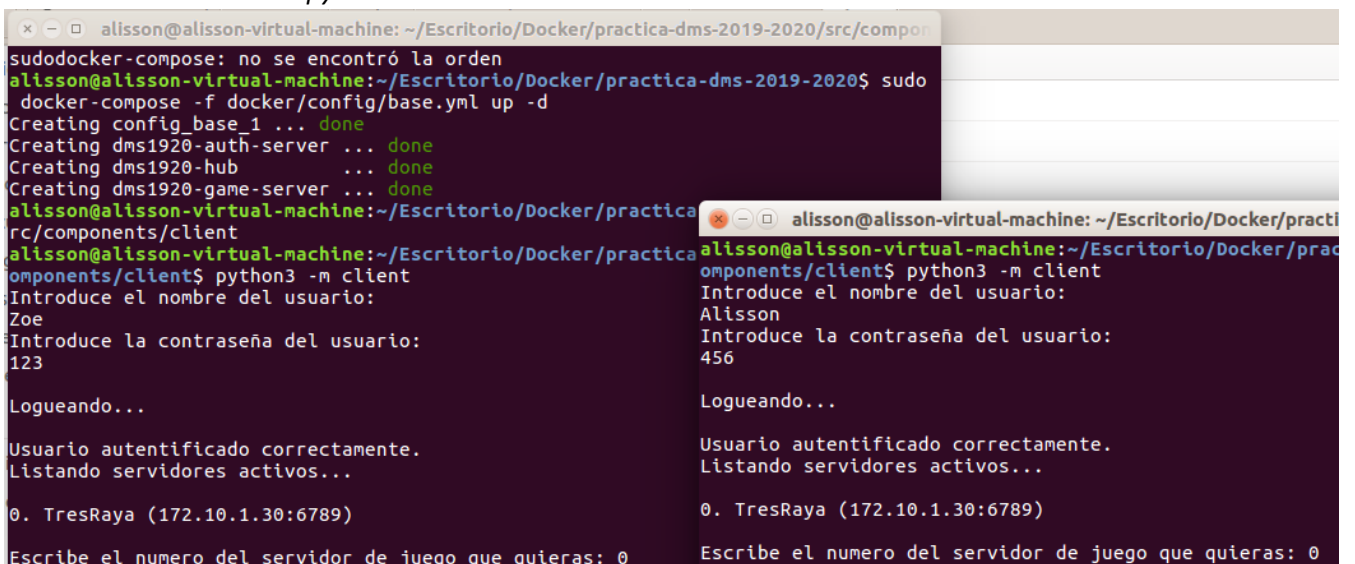 alisson@alisson-virtual-machine: ~/Escritorio/Docker/practica-dms-2019-2020/src/compon
sudodocker-compose: no se encontró la orden
alisson@alisson-virtual-machine:~/Escritorio/Docker/practica-dms-2019-2020$ sudo
docker-compose -f docker/config/base.yml up -d
Creating config_base_1 ... done
Creating dms1920-auth-server ... done
Creating dms1920-hub         ... done
Creating dms1920-game-server ... done
alisson@alisson-virtual-machine:~/Escritorio/Docker/practica
rc/components/client
alisson@alisson-virtual-machine:~/Escritorio/Docker/practica
omponents/client$ python3 -m client
Introduce el nombre del usuario:
Zoe
Introduce la contraseña del usuario:
123
Logueando...
Usuario autentificado correctamente.
Listando servidores activos...
0. TresRaya (172.10.1.30:6789)
Escribe el numero del servidor de juego que quieras: 0
alisson@alisson-virtual-machine: ~/Escritorio/Docker/practi
alisson@alisson-virtual-machine:~/Escritorio/Docker/prac
omponents/client$ python3 -m client
Introduce el nombre del usuario:
Alisson
Introduce la contraseña del usuario:
456
Logueando...
Usuario autentificado correctamente.
Listando servidores activos...
0. TresRaya (172.10.1.30:6789)
Escribe el numero del servidor de juego que quieras: 0